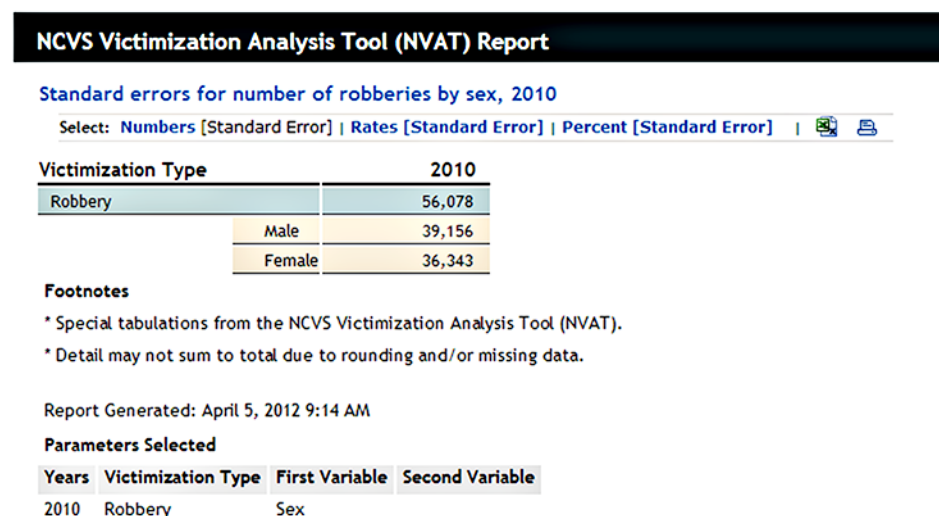 NCVS Victimization Analysis Tool (NVAT) Report
Standard errors for number of robberies by sex, 2010
Select: Numbers [Standard Error] | Rates [Standard Error] | Percent [Standard Error] |
Victimization Type 2010
Robbery 56,078
Male 39,156
Female 36,343
Footnotes
* Special tabulations from the NCVS Victimization Analysis Tool (NVAT).
* Detail may not sum to total due to rounding and/or missing data.
Report Generated: April 5, 2012 9:14 AM
Parameters Selected
Years Victimization Type First Variable Second Variable
2010 Robbery Sex